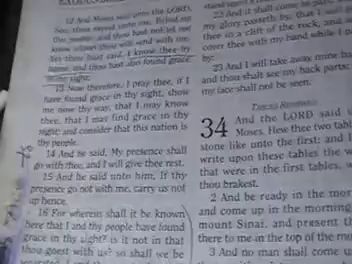 12 And Moses said unto the LORD,
See, thou sayest unto me, Bring up
this people: and thou hast not let me
know whom thou wilt send with me.
Yet thou hast said, I know thee by
name, and thou hast also found grace
in my sight.
13 Now therefore, I pray thee, if I
have found grace in thy sight, shew
me now thy way, that I may know
thee, that I may find grace in thy
sight: and consider that this nation is
thy people.
14 And he said, My presence shall
go with thee, and I will give thee rest.
15 And he said unto him, If thy
presence go not with me, carry us not
up hence.
16 For wherein shall it be known
here that I and thy people have found
grace in thy sight? is it not in that
thou goest with us? so shall we be
22 And it shall come to pass,
my glory passeth by, that I
thee in a clift of the rock, and
cover thee with my hand while I
by:
23 And I will take away mine
and thou shalt see my back parts:
my face shall not be seen.
34 And the LORD said
Moses, Hew thee two
stone like unto the first: and
write upon these tables the
that were in the first tables,
thou brakest.
2 And be ready in the
and come up in the morning
mount Sinai, and present
there to me in the top of the
3 And no man shall come